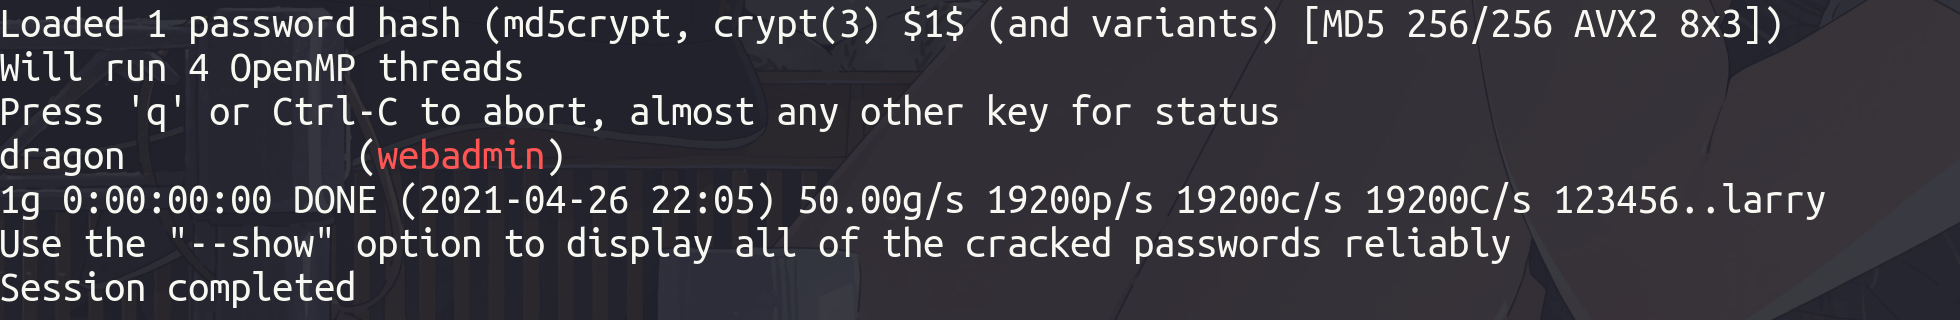 Loaded 1 password hash (md5crypt, crypt(3) $1$ (and variants) [MD5 256/256 AVX2 8x3])
Will run 4 OpenMP threads
Press 'q' or Ctrl-C to abort, almost any other key for status
dragon           (webadmin)
1g 0:00:00:00 DONE (2021-04-26 22:05) 50.00g/s 19200p/s 19200c/s 19200C/s 123456..larry
Use the "--show" option to display all of the cracked passwords reliably
Session completed